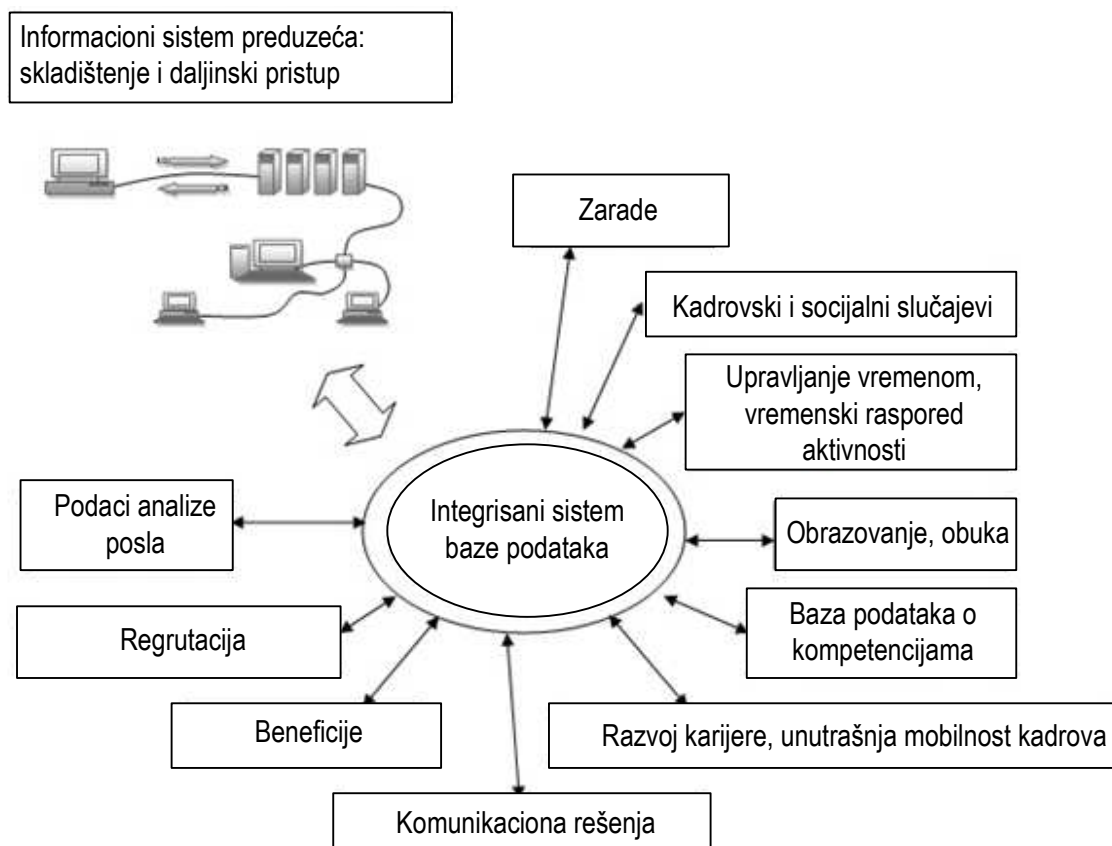 Informacioni sistem preduzeća:
skladištenje i daljinski pristup
Zarade
Kadrovski i socijalni slučajevi
Upravljanje vremenom,
vremenski raspored
aktivnosti
Podaci analize
posla
Integrisani sistem
baze podataka
Obrazovanje, obuka
Regrutacija
Baza podataka o
kompetencijama
Beneficije
Razvoj karijere, unutrašnja mobilnost kadrova
Komunikaciona rešenja